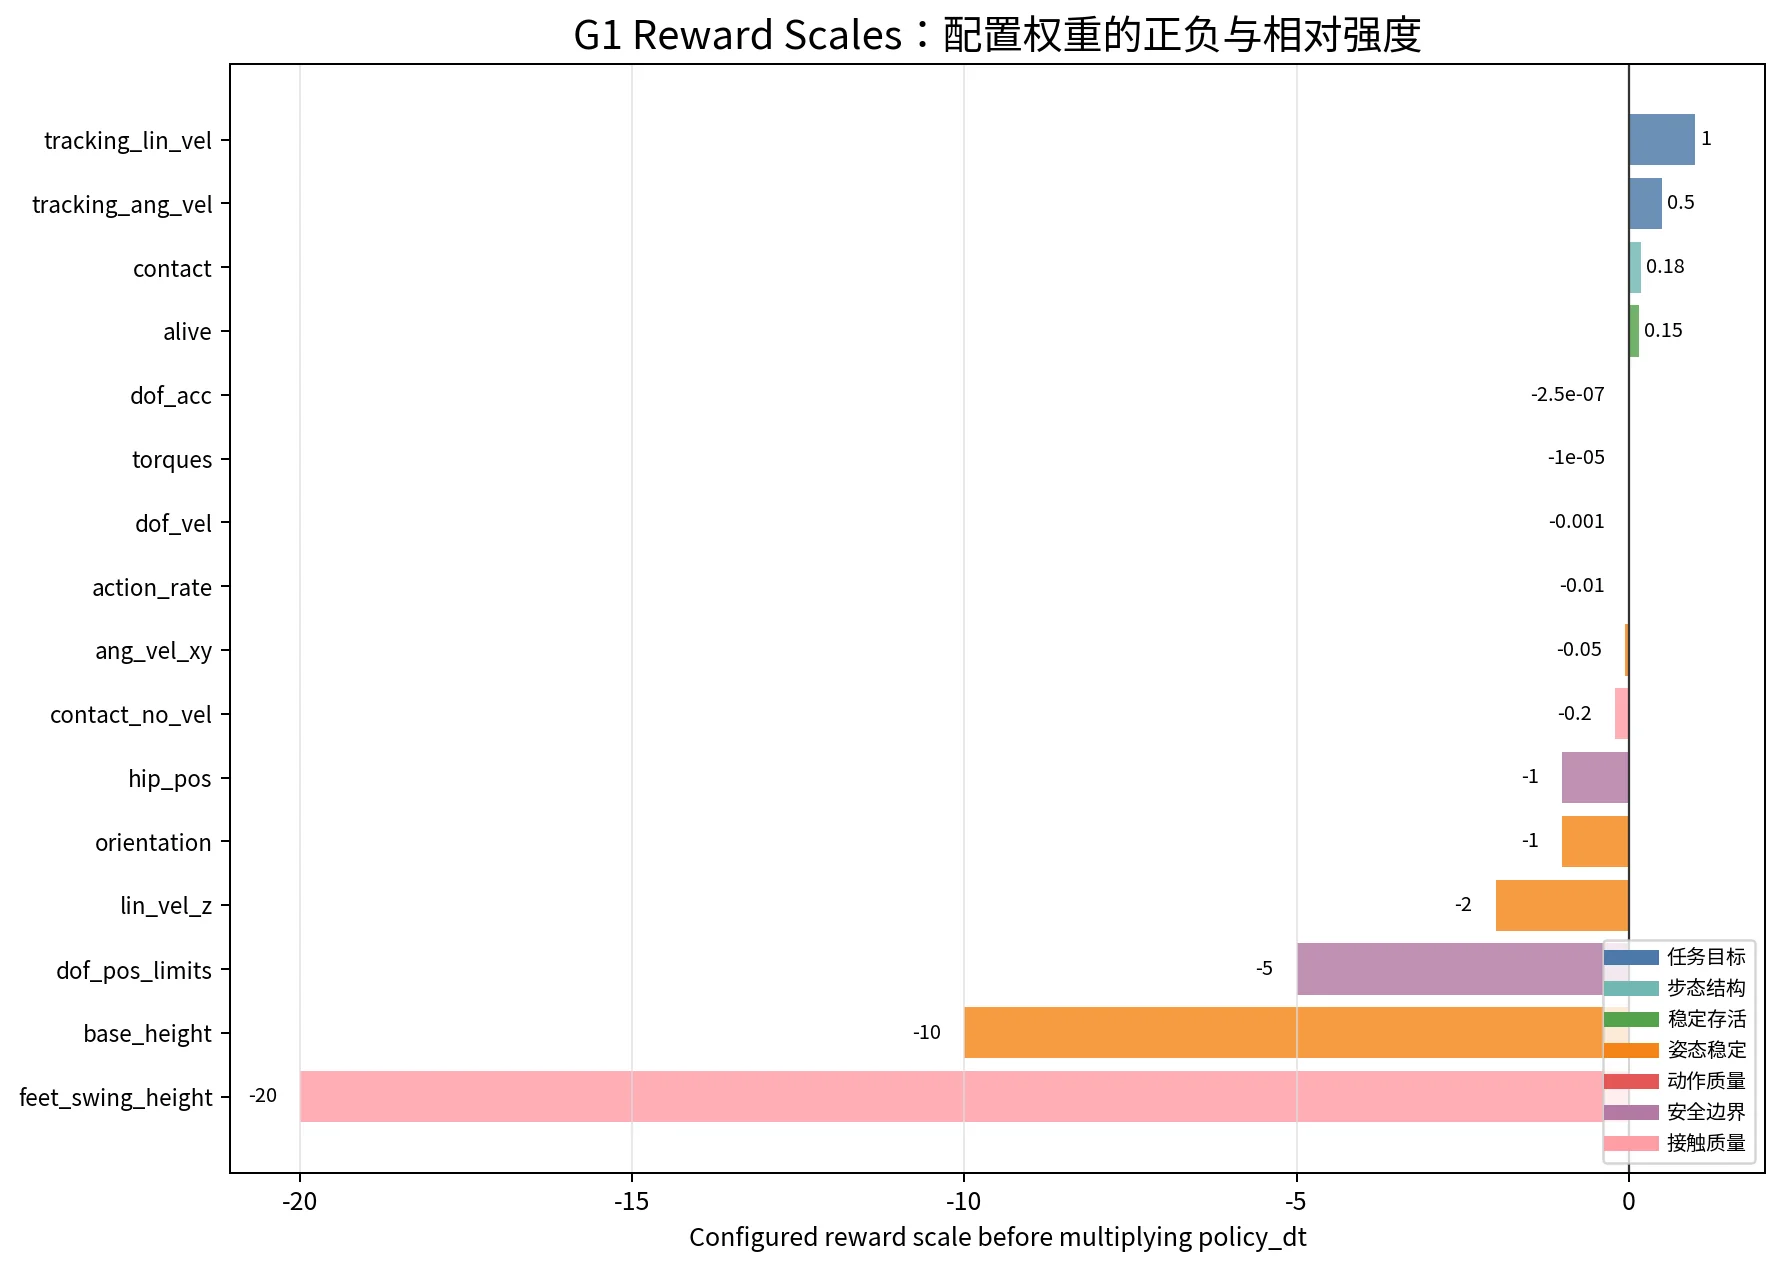 G1 Reward Scales：配置权重的正负与相对强度
tracking_lin_vel 1
tracking_ang_vel 0.5
contact 0.18
alive 0.15
dof_acc -2.5e-07
torques -1e-05
dof_vel -0.001
action_rate -0.01
ang_vel_xy -0.05
contact_no_vel -0.2
hip_pos -1
orientation -1
lin_vel_z -2
dof_pos_limits -5
base_height -10
feet_swing_height -20
任务目标
步态结构
稳定存活
姿态稳定
动作质量
安全边界
接触质量
-20 -15 -10 -5 0
Configured reward scale before multiplying policy_dt